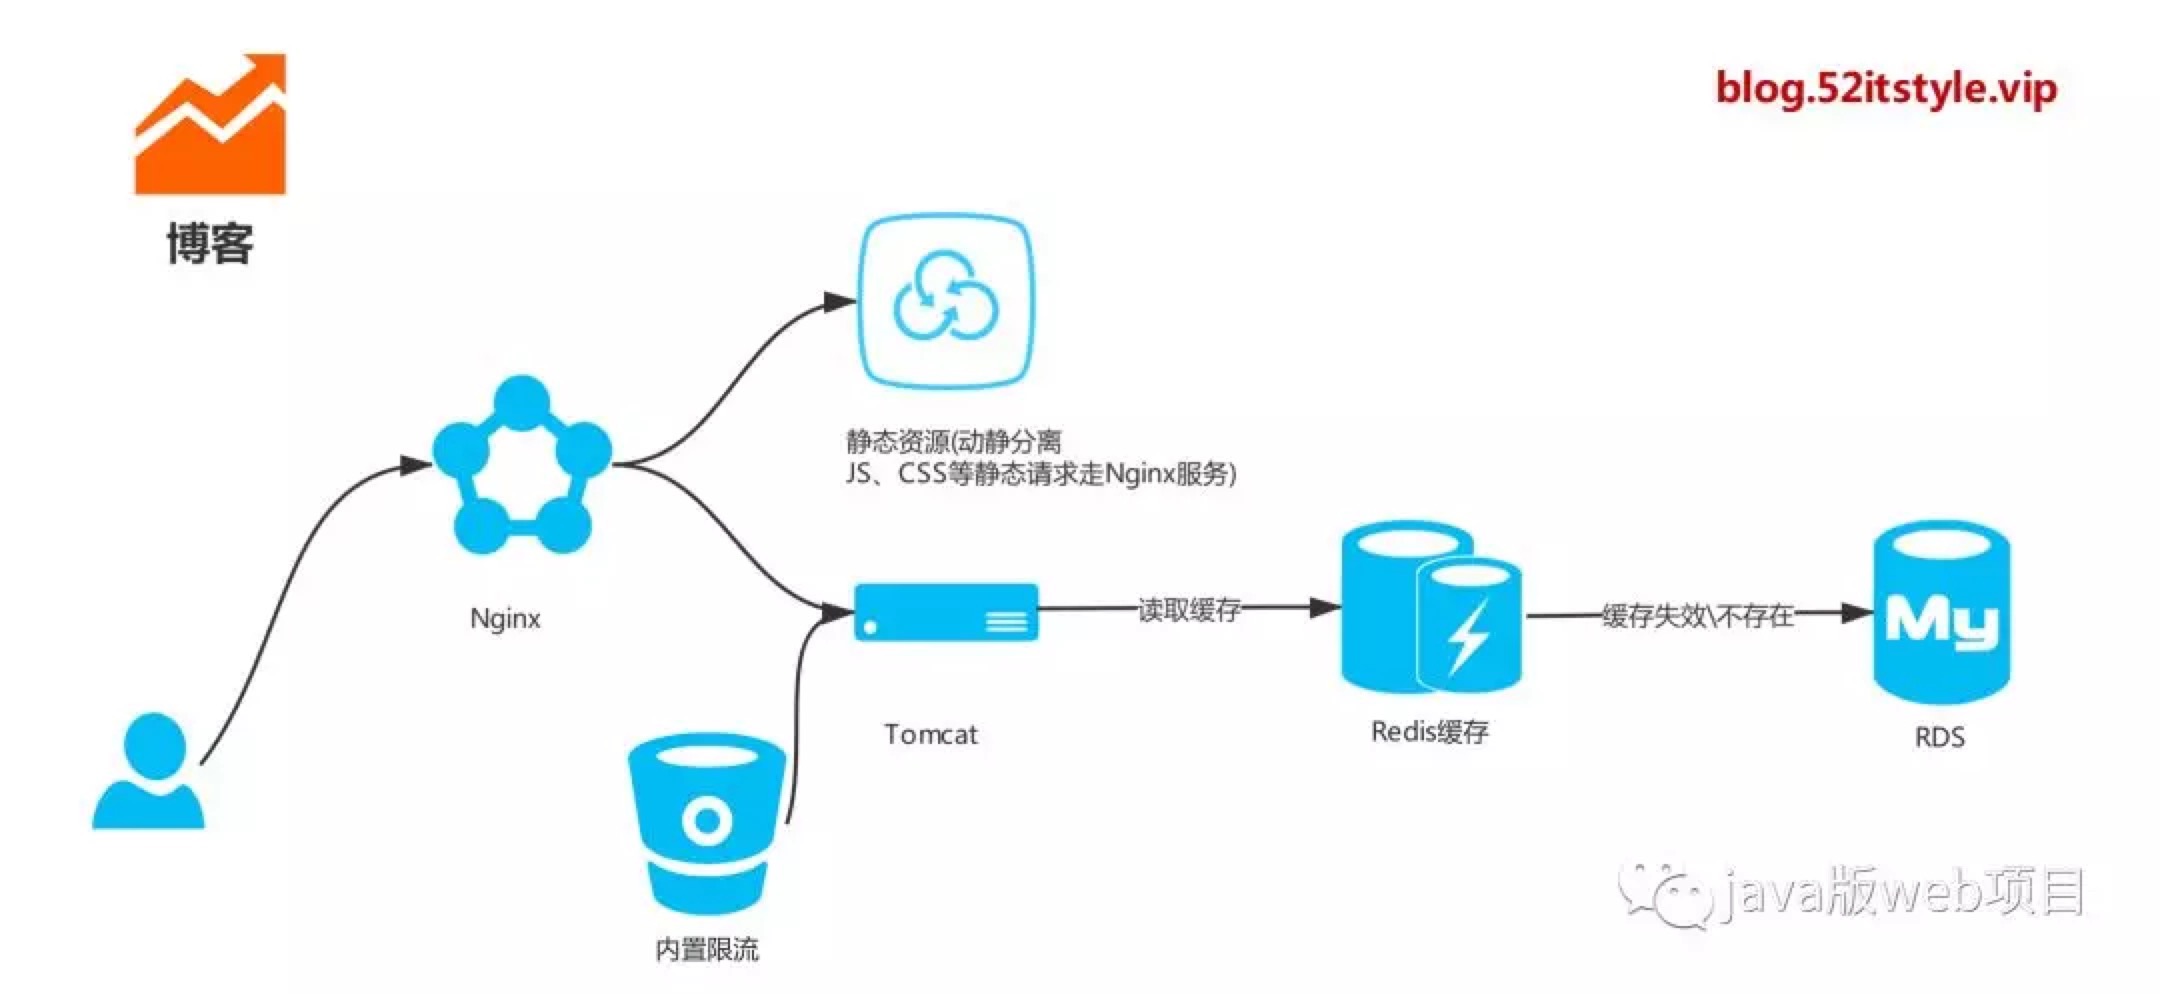 blog.52itstyle.vip
博客
静态资源(动静分离
JS、CSS等静态请求走Nginx服务)
Nginx
读取缓存
缓存失效\不存在
My
Tomcat
Redis缓存
RDS
内置限流
java版web项目